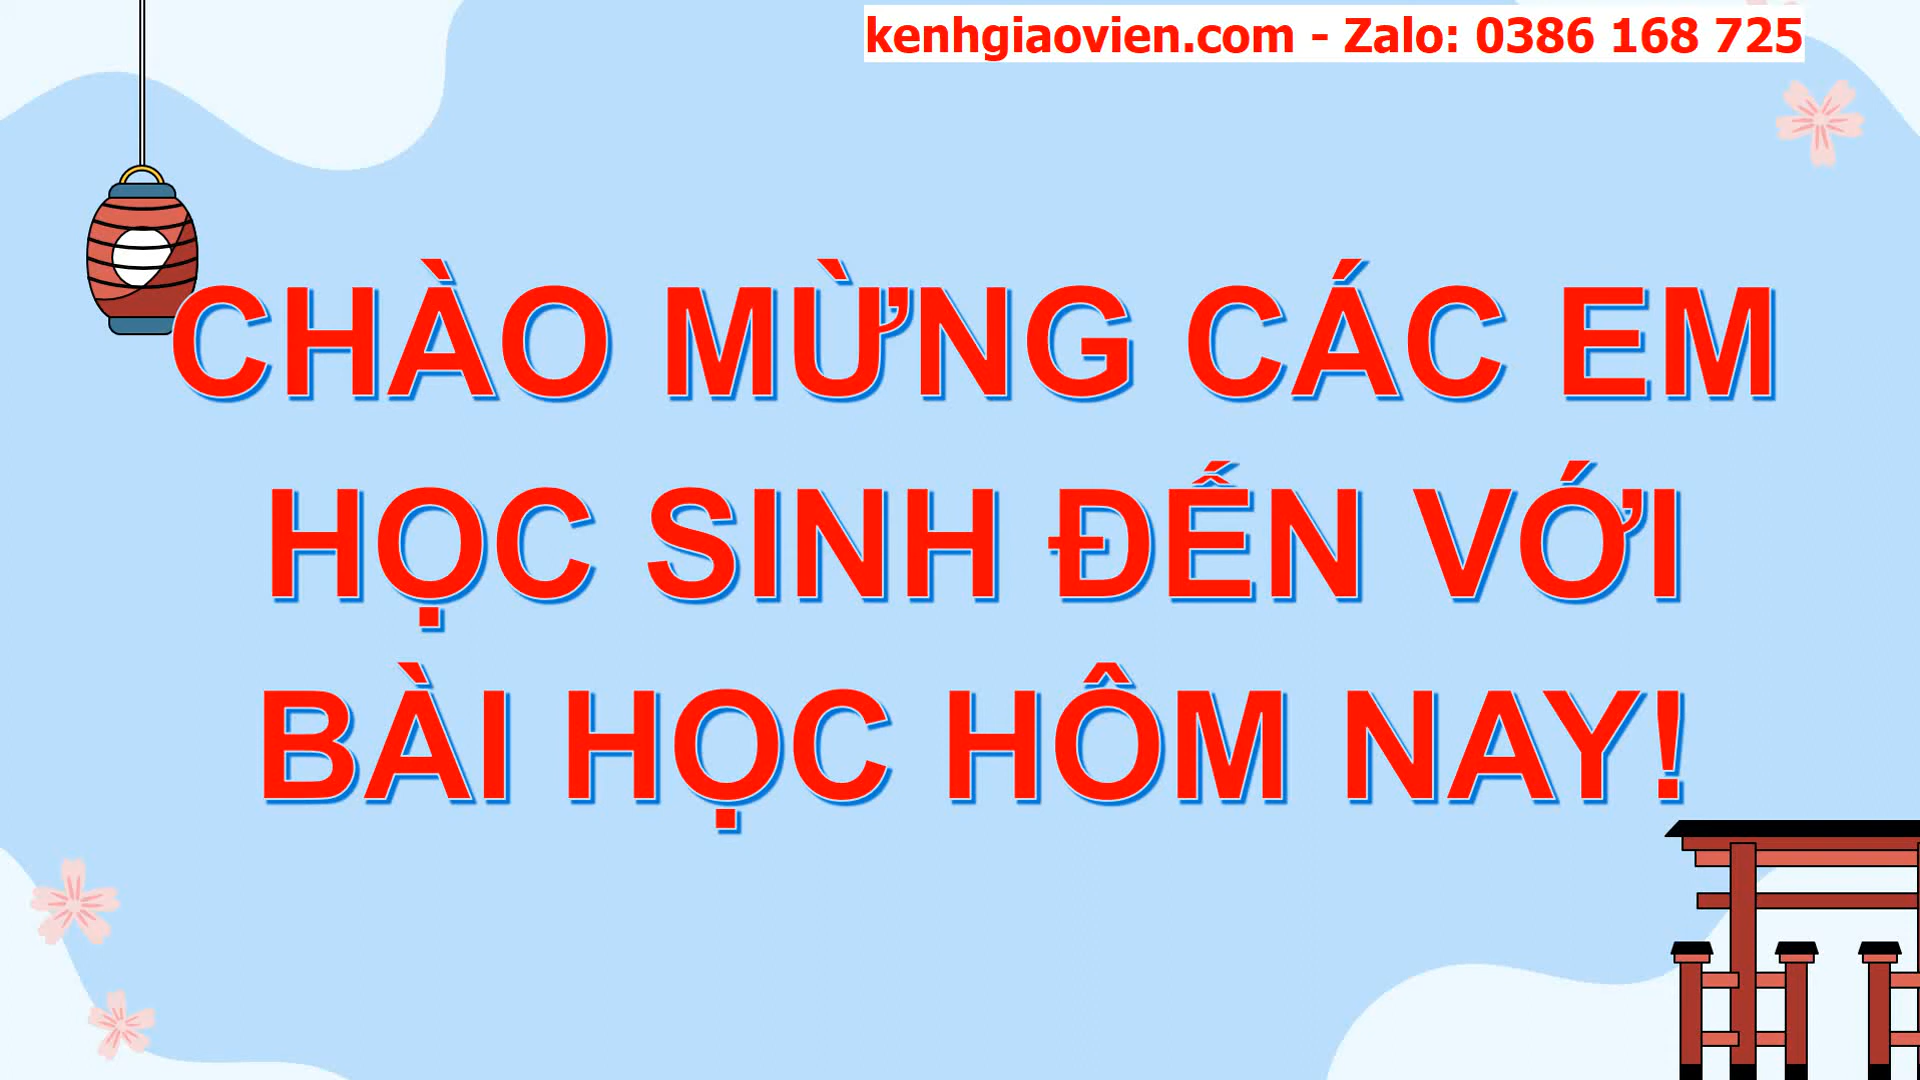 kenhgiaovien.com - Zalo: 0386 168 725
CHÀO MỪNG CÁC EM
HỌC SINH ĐẾN VỚI
BÀI HỌC HÔM NAY!